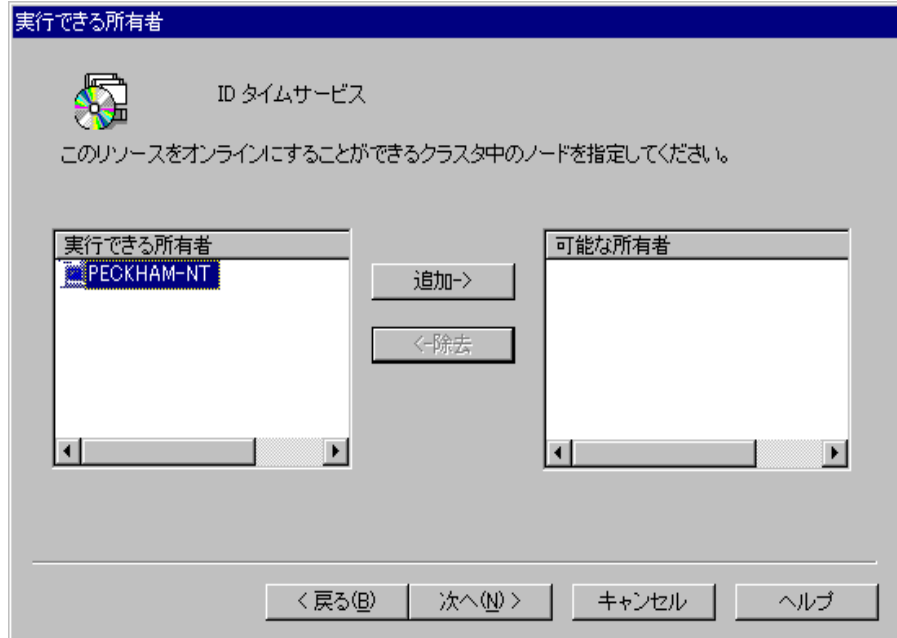 実行できる所有者
ID タイムサービス
このリソースをオンラインにすることができるクラスタ中のノードを指定してください。
実行できる所有者
PECKHAM-NT
追加->
<-除去
可能な所有者
< 戻る(B)
次へ(N) >
キャンセル
ヘルプ